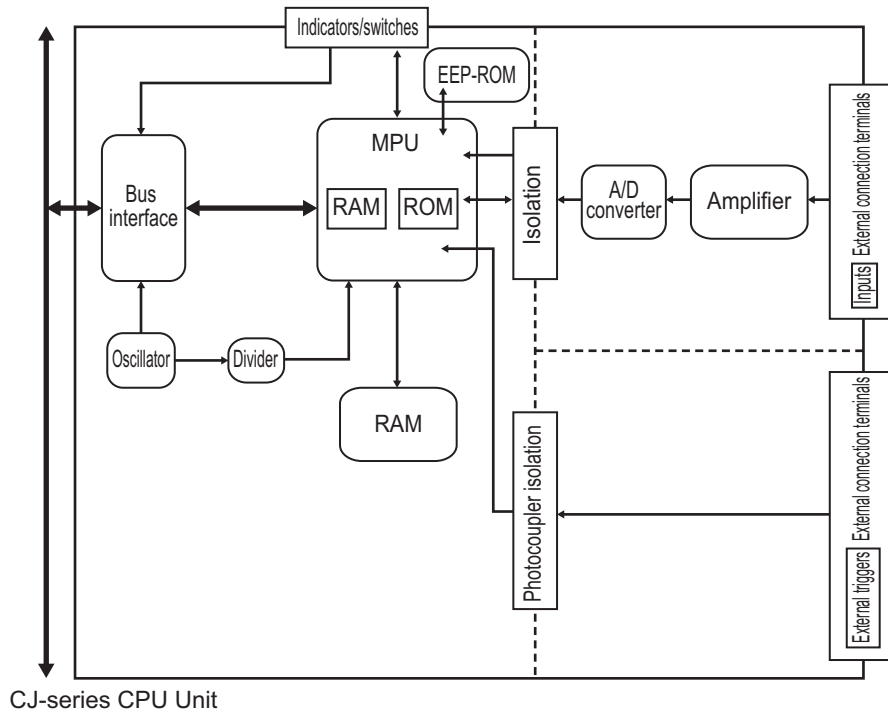 Indicators/switches
EEP-ROM
MPU
RAM
ROM
Bus
interface
Isolation
A/D
converter
Amplifier
Inputs
External connection terminals
Oscillator
Divider
RAM
Photocoupler isolation
External triggers
External connection terminals
CJ-series CPU Unit